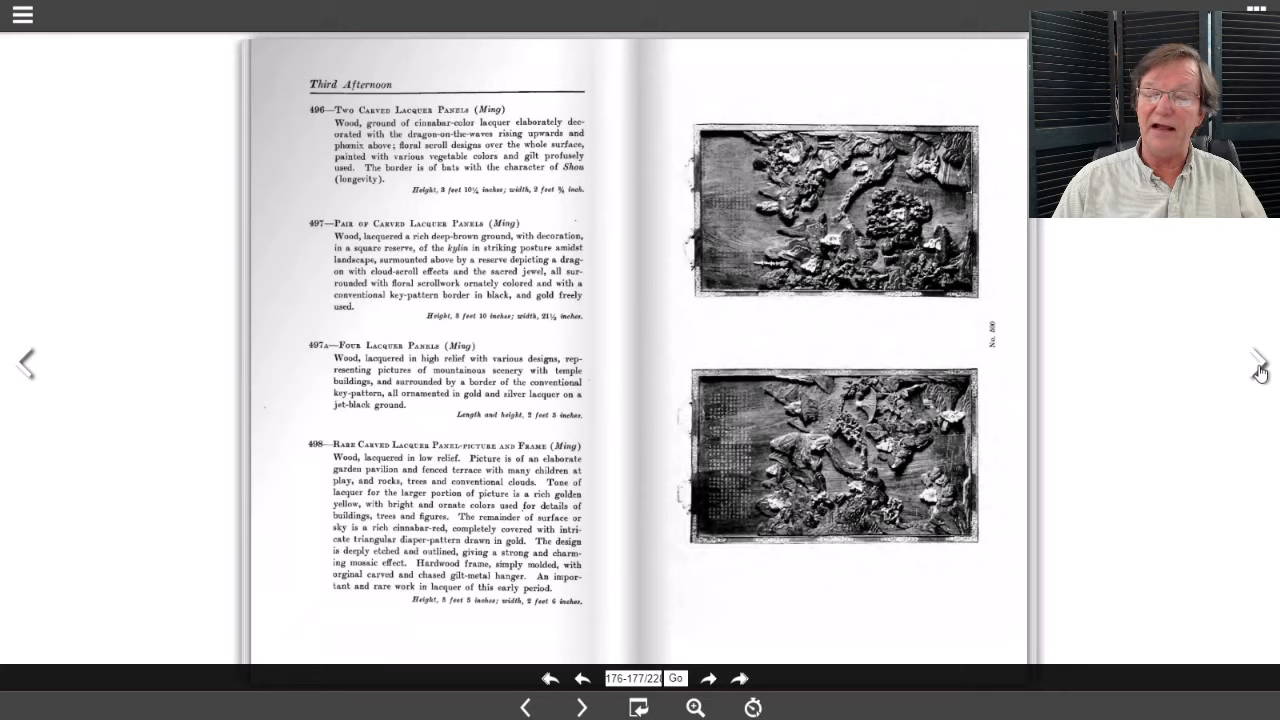 Third Afternoon
496—Two Carved Lacquer Panels (Ming)
Wood, ground of cinnabar-color lacquer elaborately dec-
orated with the dragon-on-the-waves rising upwards and
phœnix above; floral scroll designs over the whole surface,
painted with various vegetable colors and gilt profusely
used. The border is of bats with the character of Shou
(longevity).
Height, 3 feet 10½ inches; width, 2 feet ¾ inch.
497—Pair of Carved Lacquer Panels (Ming)
Wood, lacquered a rich deep-brown ground, with decoration,
in a square reserve, of the kylin in striking posture amidst
landscape, surmounted above by a reserve depicting a drag-
on with cloud-scroll effects and the sacred jewel, all sur-
rounded with floral scrollwork ornately colored and with a
conventional key-pattern border in black, and gold freely
used.
Height, 5 feet 10 inches; width, 21½ inches.
497A—Four Lacquer Panels (Ming)
Wood, lacquered in high relief with various designs, rep-
resenting pictures of mountainous scenery with temple
buildings, and surrounded by a border of the conventional
key-pattern, all ornamented in gold and silver lacquer on a
jet-black ground.
Length and height, 2 feet 5 inches.
498—Rare Carved Lacquer Panel-picture and Frame (Ming)
Wood, lacquered in low relief. Picture is of an elaborate
garden pavilion and fenced terrace with many children at
play, and rocks, trees and conventional clouds. Tone of
lacquer for the larger portion of picture is a rich golden
yellow, with bright and ornate colors used for details of
buildings, trees and figures. The remainder of surface or
sky is a rich cinnabar-red, completely covered with intri-
cate triangular diaper-pattern drawn in gold. The design
is deeply etched and outlined, giving a strong and charm-
ing mosaic effect. Hardwood frame, simply molded, with
orginal carved and chased gilt-metal hanger. An impor-
tant and rare work in lacquer of this early period.
Height, 3 feet 5 inches; width, 2 feet 6 inches.
No. 500
176-177/22
Go